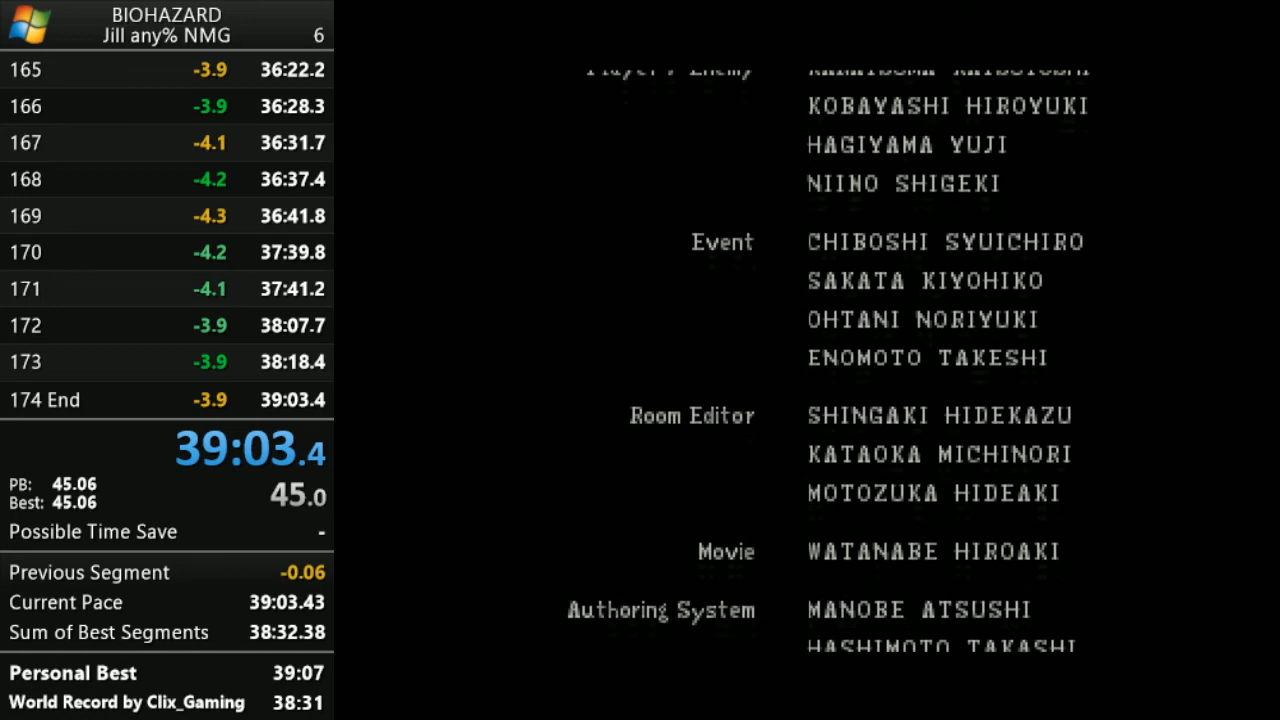 BIOHAZARD
Jill any% NMG 6
165 -3.9 36:22.2
166 -3.9 36:28.3
167 -4.1 36:31.7
168 -4.2 36:37.4
169 -4.3 36:41.8
170 -4.2 37:39.8
171 -4.1 37:41.2
172 -3.9 38:07.7
173 -3.9 38:18.4
174 End -3.9 39:03.4
39:03.4
PB: 45.06
Best: 45.06
45.0
Possible Time Save -
Previous Segment -0.06
Current Pace 39:03.43
Sum of Best Segments 38:32.38
Personal Best 39:07
World Record by Clix_Gaming 38:31
KOBAYASHI HIROYUKI
HAGIYAMA YUJI
NIINO SHIGEKI
Event CHIBOSHI SYUICHIRO
SAKATA KIYOHIKO
OHTANI NORIYUKI
ENOMOTO TAKESHI
Room Editor SHINGAKI HIDEKAZU
KATAOKA MICHINORI
MOTOZUKA HIDEAKI
Movie WATANABE HIROAKI
Authoring System MANOBE ATSUSHI
HASHIMOTO TAKASHI